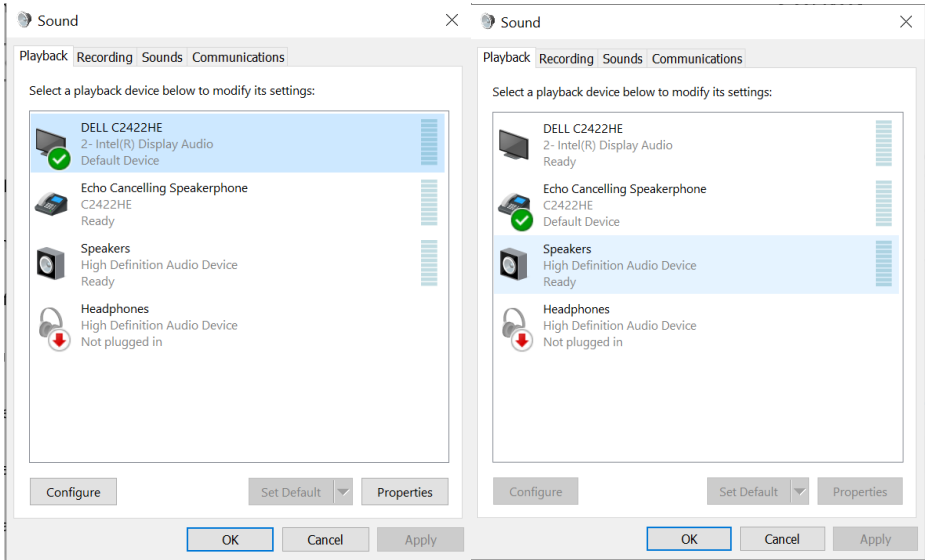 Sound
Playback Recording Sounds Communications
Select a playback device below to modify its settings:
DELL C2422HE
2- Intel(R) Display Audio
Default Device
Echo Cancelling Speakerphone
C2422HE
Ready
Speakers
High Definition Audio Device
Ready
Headphones
High Definition Audio Device
Not plugged in
Configure Set Default Properties
OK Cancel Apply
Sound
Playback Recording Sounds Communications
Select a playback device below to modify its settings:
DELL C2422HE
2- Intel(R) Display Audio
Ready
Echo Cancelling Speakerphone
C2422HE
Default Device
Speakers
High Definition Audio Device
Ready
Headphones
High Definition Audio Device
Not plugged in
Configure Set Default Properties
OK Cancel Apply